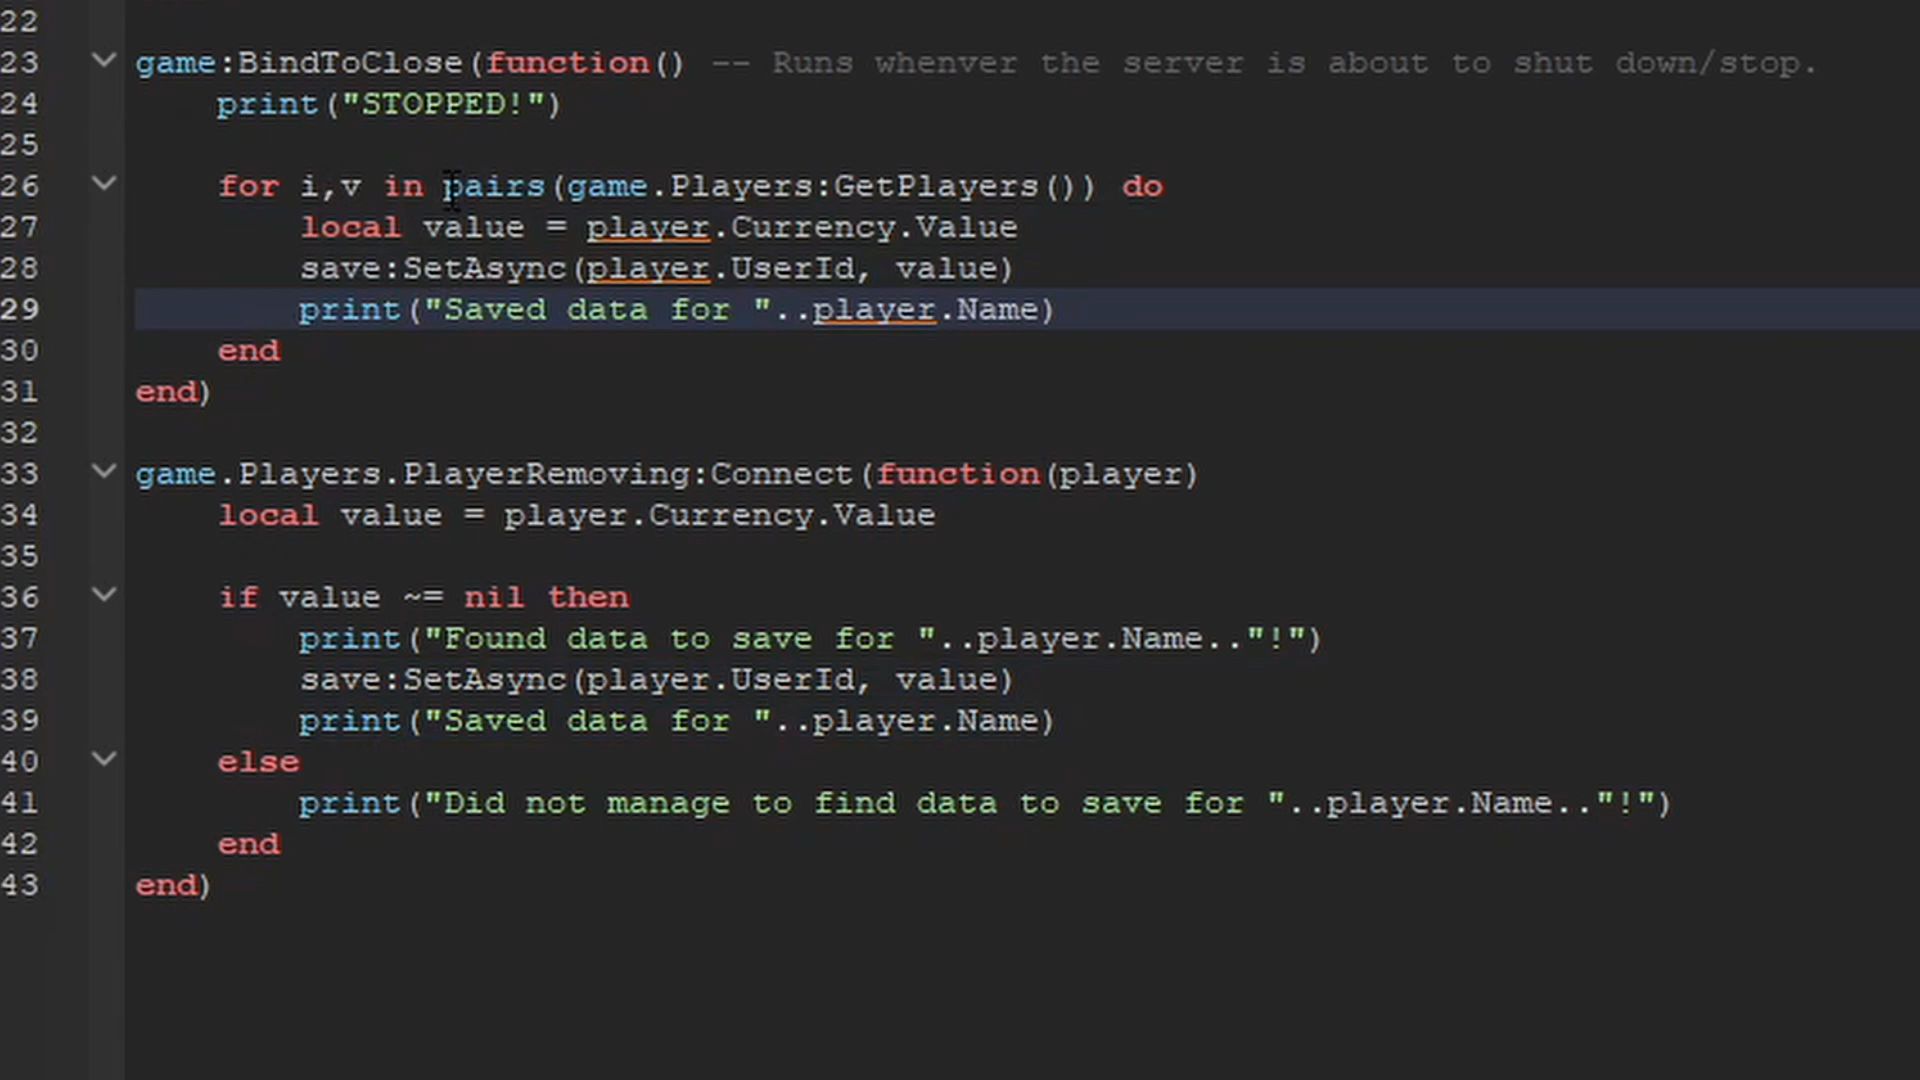 22
23 game:BindToClose(function() -- Runs whenver the server is about to shut down/stop.
24 print("STOPPED!")
25
26 for i,v in pairs(game.Players:GetPlayers()) do
27 local value = player.Currency.Value
28 save:SetAsync(player.UserId, value)
29 print("Saved data for "..player.Name)
30 end
31 end)
32
33 game.Players.PlayerRemoving:Connect(function(player)
34 local value = player.Currency.Value
35
36 if value ~= nil then
37 print("Found data to save for "..player.Name.."!")
38 save:SetAsync(player.UserId, value)
39 print("Saved data for "..player.Name)
40 else
41 print("Did not manage to find data to save for "..player.Name.."!")
42 end
43 end)